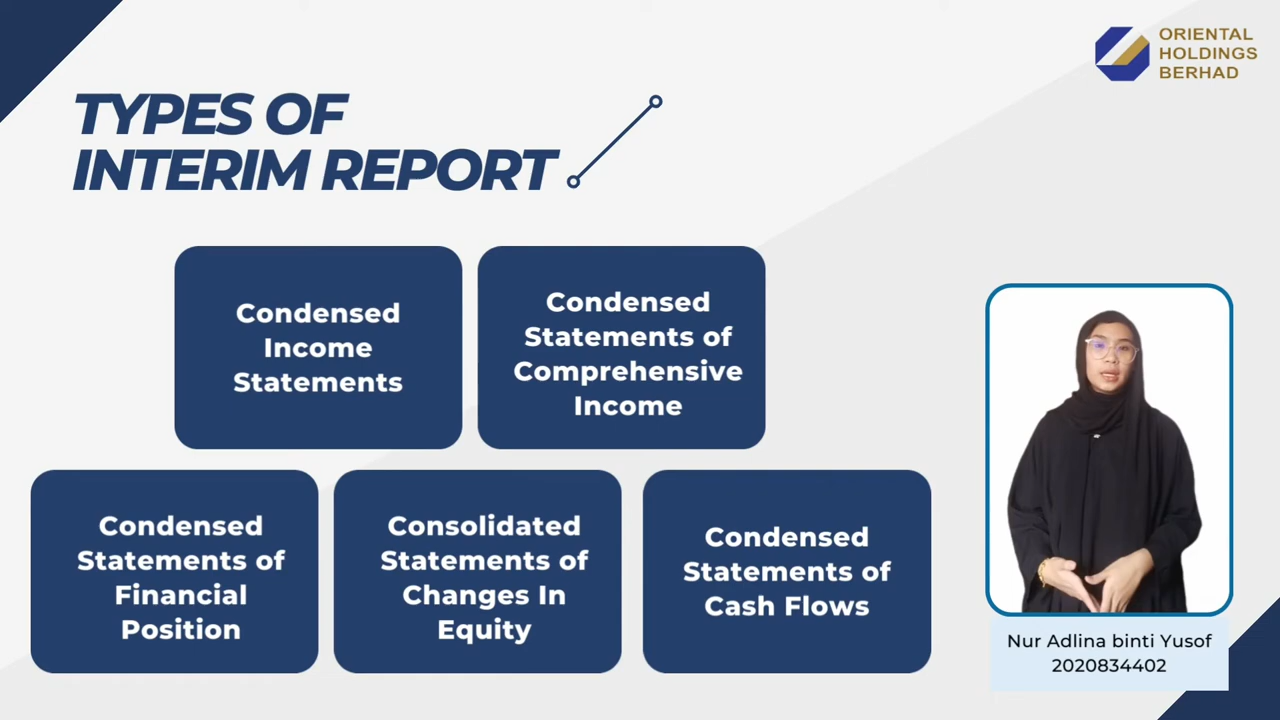 ORIENTAL
HOLDINGS
BERHAD
TYPES OF
INTERIM REPORT
Condensed
Income
Statements
Condensed
Statements of
Comprehensive
Income
Condensed
Statements of
Financial
Position
Consolidated
Statements of
Changes In
Equity
Condensed
Statements of
Cash Flows
Nur Adlina binti Yusof
2020834402